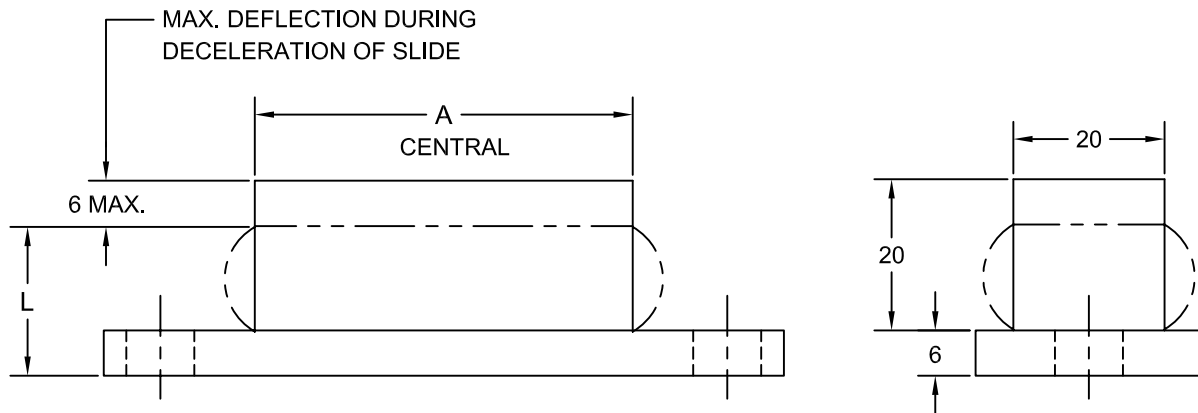 MAX. DEFLECTION DURING
DECELERATION OF SLIDE
A
CENTRAL
6 MAX.
L
20
20
6